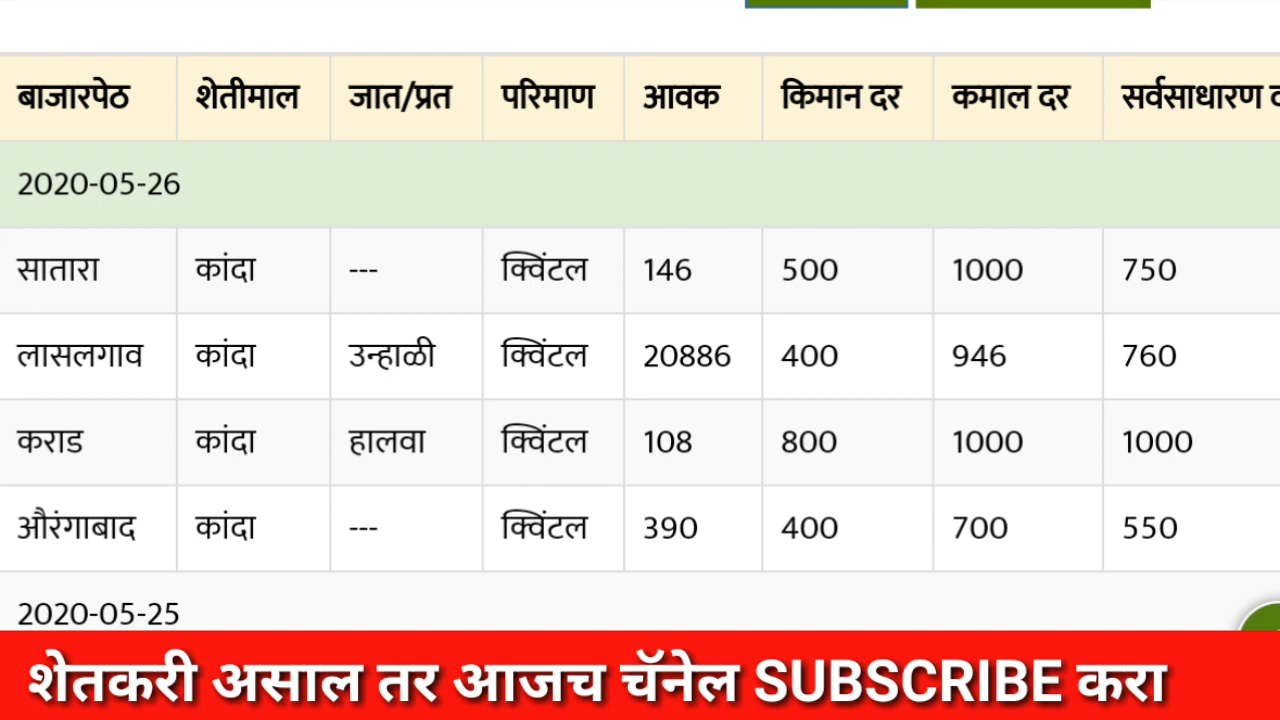 बाजारपेठ शेतीमाल जात/प्रत परिमाण आवक किमान दर कमाल दर सर्वसाधारण
2020-05-26
सातारा कांदा --- क्विंटल 146 500 1000 750
लासलगाव कांदा उन्हाळी क्विंटल 20886 400 946 760
कराड कांदा हालवा क्विंटल 108 800 1000 1000
औरंगाबाद कांदा --- क्विंटल 390 400 700 550
2020-05-25
शेतकरी असाल तर आजच चॅनेल SUBSCRIBE करा